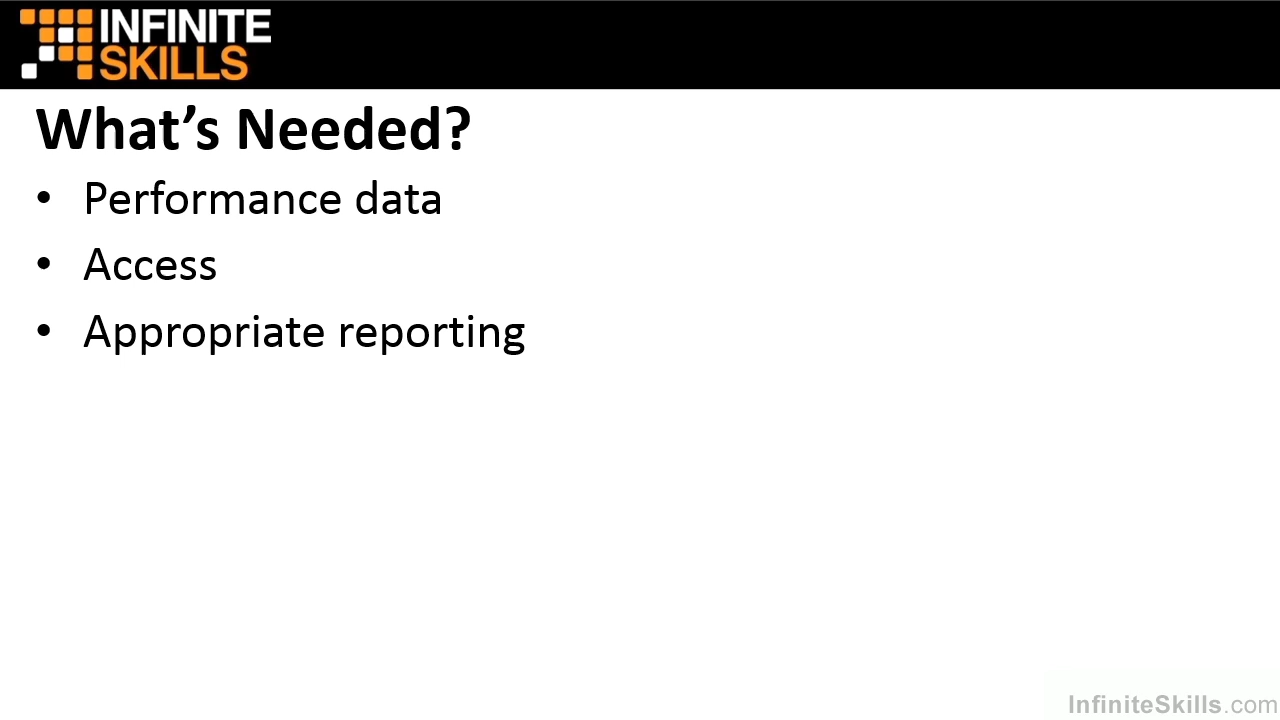 INFINITE
SKILLS
What’s Needed?
• Performance data
• Access
• Appropriate reporting
InfiniteSkills.com